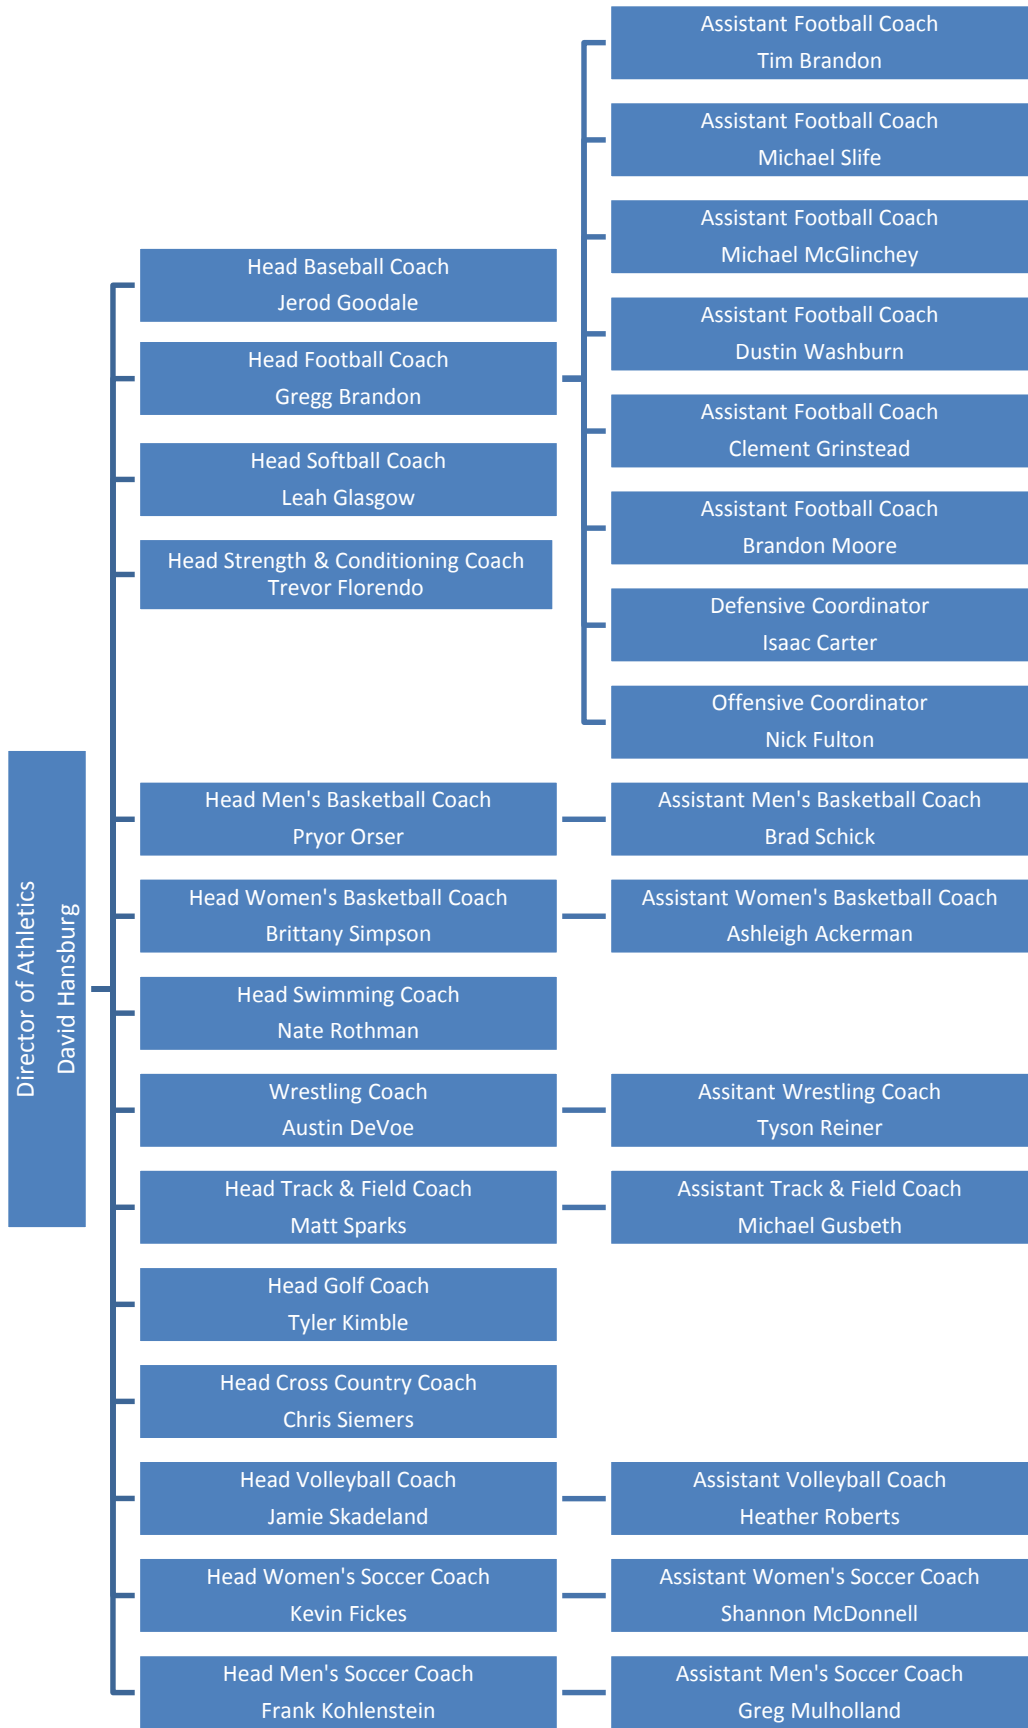 Director of Athletics
David Hansburg
Head Baseball Coach
Jerod Goodale
Head Football Coach
Gregg Brandon
Assistant Football Coach
Tim Brandon
Assistant Football Coach
Michael Slife
Assistant Football Coach
Michael McGlinchey
Assistant Football Coach
Dustin Washburn
Assistant Football Coach
Clement Grinstead
Assistant Football Coach
Brandon Moore
Defensive Coordinator
Isaac Carter
Offensive Coordinator
Nick Fulton
Head Softball Coach
Leah Glasgow
Head Strength & Conditioning Coach
Trevor Florendo
Head Men's Basketball Coach
Pryor Orser
Assistant Men's Basketball Coach
Brad Schick
Head Women's Basketball Coach
Brittany Simpson
Assistant Women's Basketball Coach
Ashleigh Ackerman
Head Swimming Coach
Nate Rothman
Wrestling Coach
Austin DeVoe
Assitant Wrestling Coach
Tyson Reiner
Head Track & Field Coach
Matt Sparks
Assistant Track & Field Coach
Michael Gusbeth
Head Golf Coach
Tyler Kimble
Head Cross Country Coach
Chris Siemers
Head Volleyball Coach
Jamie Skadeland
Assistant Volleyball Coach
Heather Roberts
Head Women's Soccer Coach
Kevin Fickes
Assistant Women's Soccer Coach
Shannon McDonnell
Head Men's Soccer Coach
Frank Kohlenstein
Assistant Men's Soccer Coach
Greg Mulholland